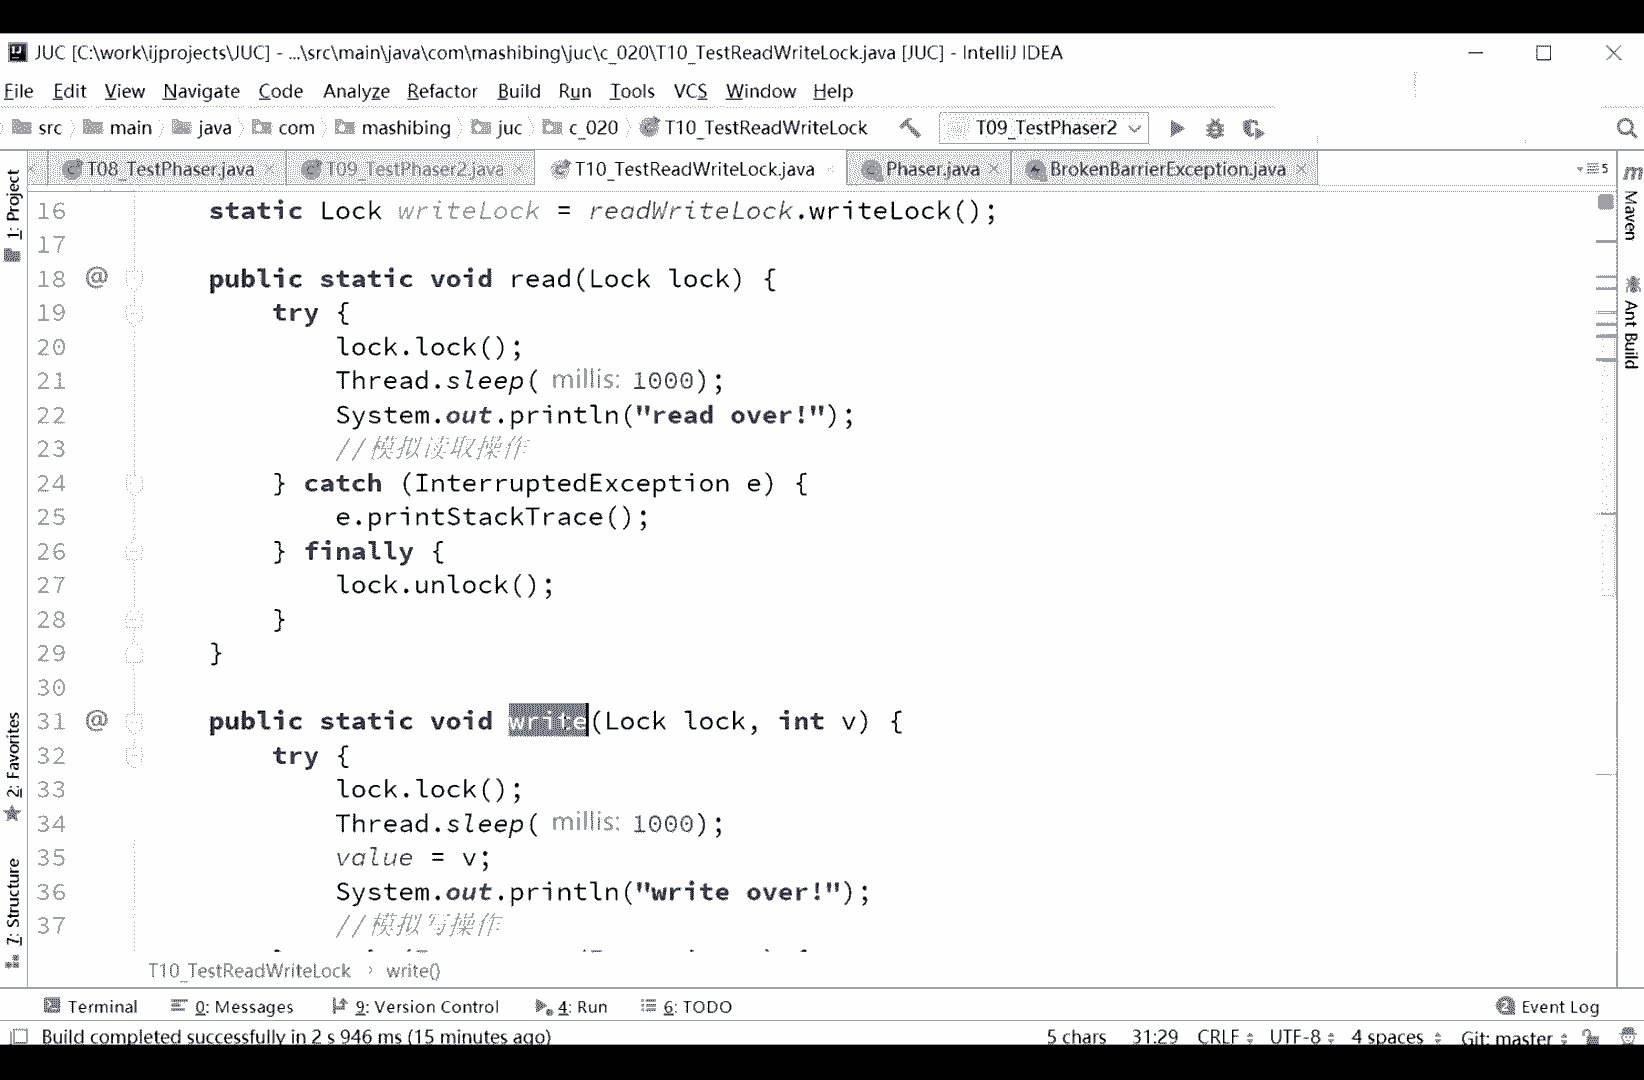 JUC [C:\work\ijprojects\JUC] - ...\src\main\java\com\mashibing\juc\c_020\T10_TestReadWriteLock.java [JUC] - IntelliJ IDEA
File Edit View Navigate Code Analyze Refactor Build Run Tools VCS Window Help
src main java com mashibing juc c_020 T10_TestReadWriteLock T09_TestPhaser2
T08_TestPhaser.java T09_TestPhaser2.java T10_TestReadWriteLock.java Phaser.java BrokenBarrierException.java 5
1: Project
2: Favorites
7: Structure
Maven
Ant Build
16 static Lock writeLock = readWriteLock.writeLock();
17
18 @ public static void read(Lock lock) {
19 try {
20 lock.lock();
21 Thread.sleep( millis: 1000);
22 System.out.println("read over!");
23 //模拟读取操作
24 } catch (InterruptedException e) {
25 e.printStackTrace();
26 } finally {
27 lock.unlock();
28 }
29 }
30
31 @ public static void write(Lock lock, int v) {
32 try {
33 lock.lock();
34 Thread.sleep( millis: 1000);
35 value = v;
36 System.out.println("write over!");
37 //模拟写操作
T10_TestReadWriteLock › write()
Terminal 0: Messages 9: Version Control 4: Run 6: TODO 2 Event Log
Build completed successfully in 2 s 946 ms (15 minutes ago) 5 chars 31:29 CRLF UTF-8 4 spaces Git: master